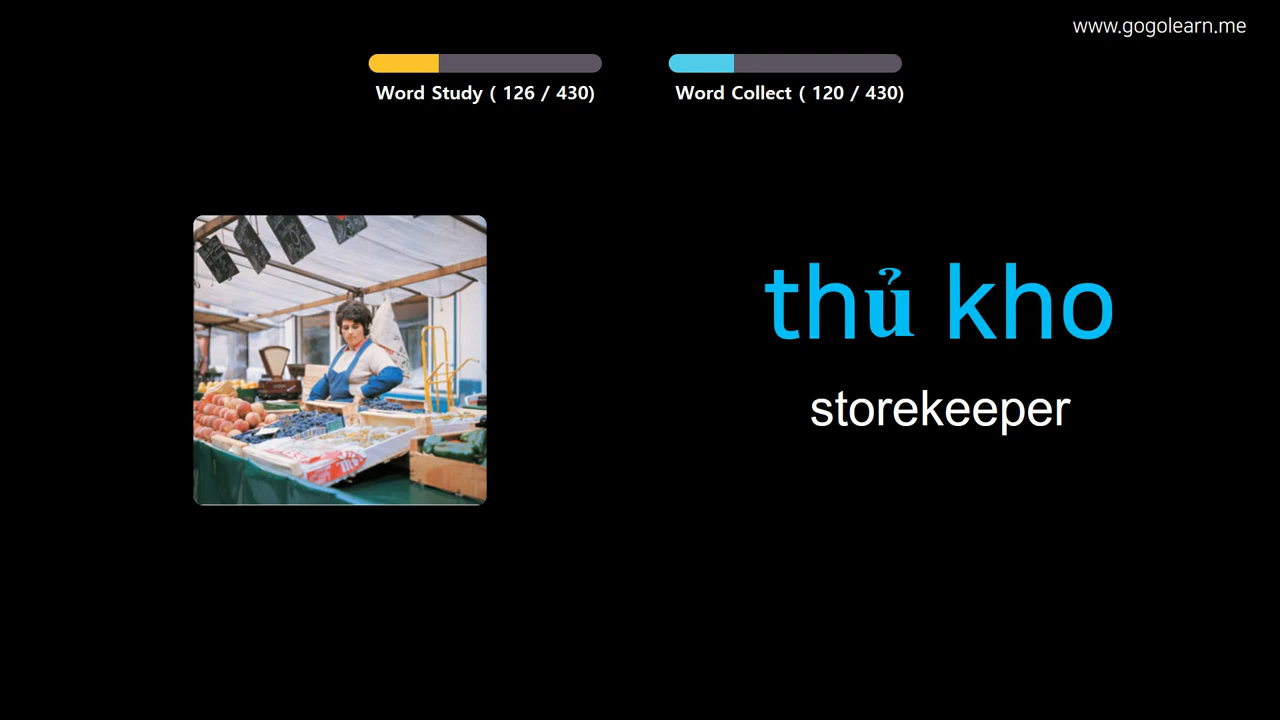 www.gogolearn.me
Word Study ( 126 / 430)
Word Collect ( 120 / 430)
thủ kho
storekeeper